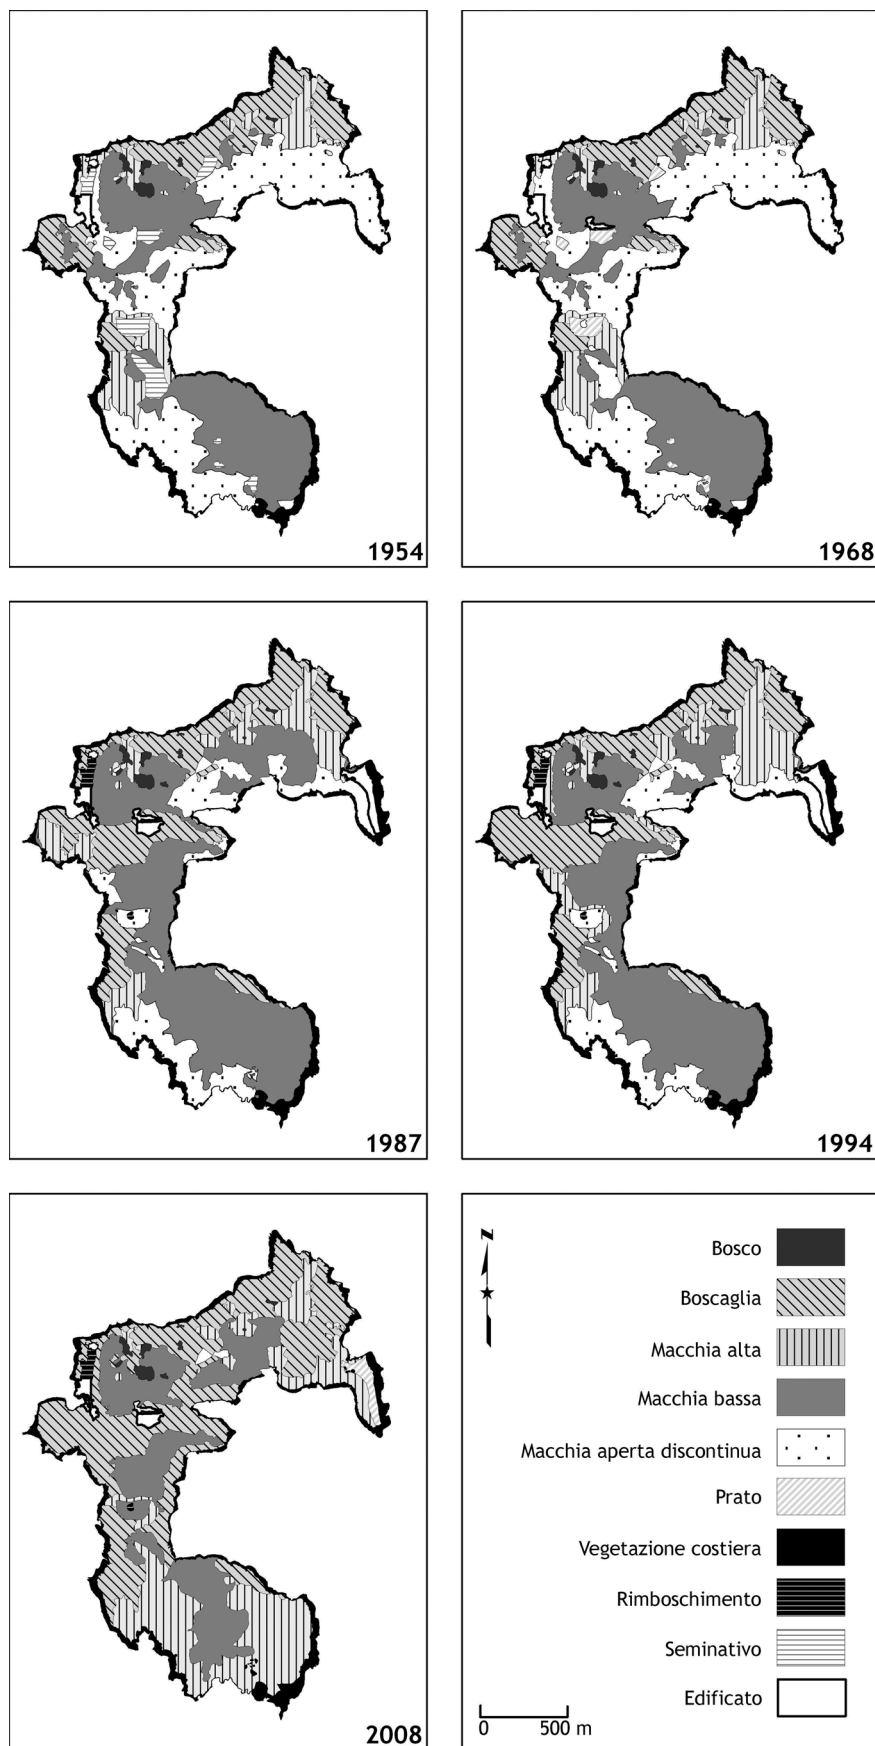 1954
1968
1987
1994
2008
N
Bosco
Boscaglia
Macchia alta
Macchia bassa
Macchia aperta discontinua
Prato
Vegetazione costiera
Rimboschimento
Seminativo
Edificato
0 500 m